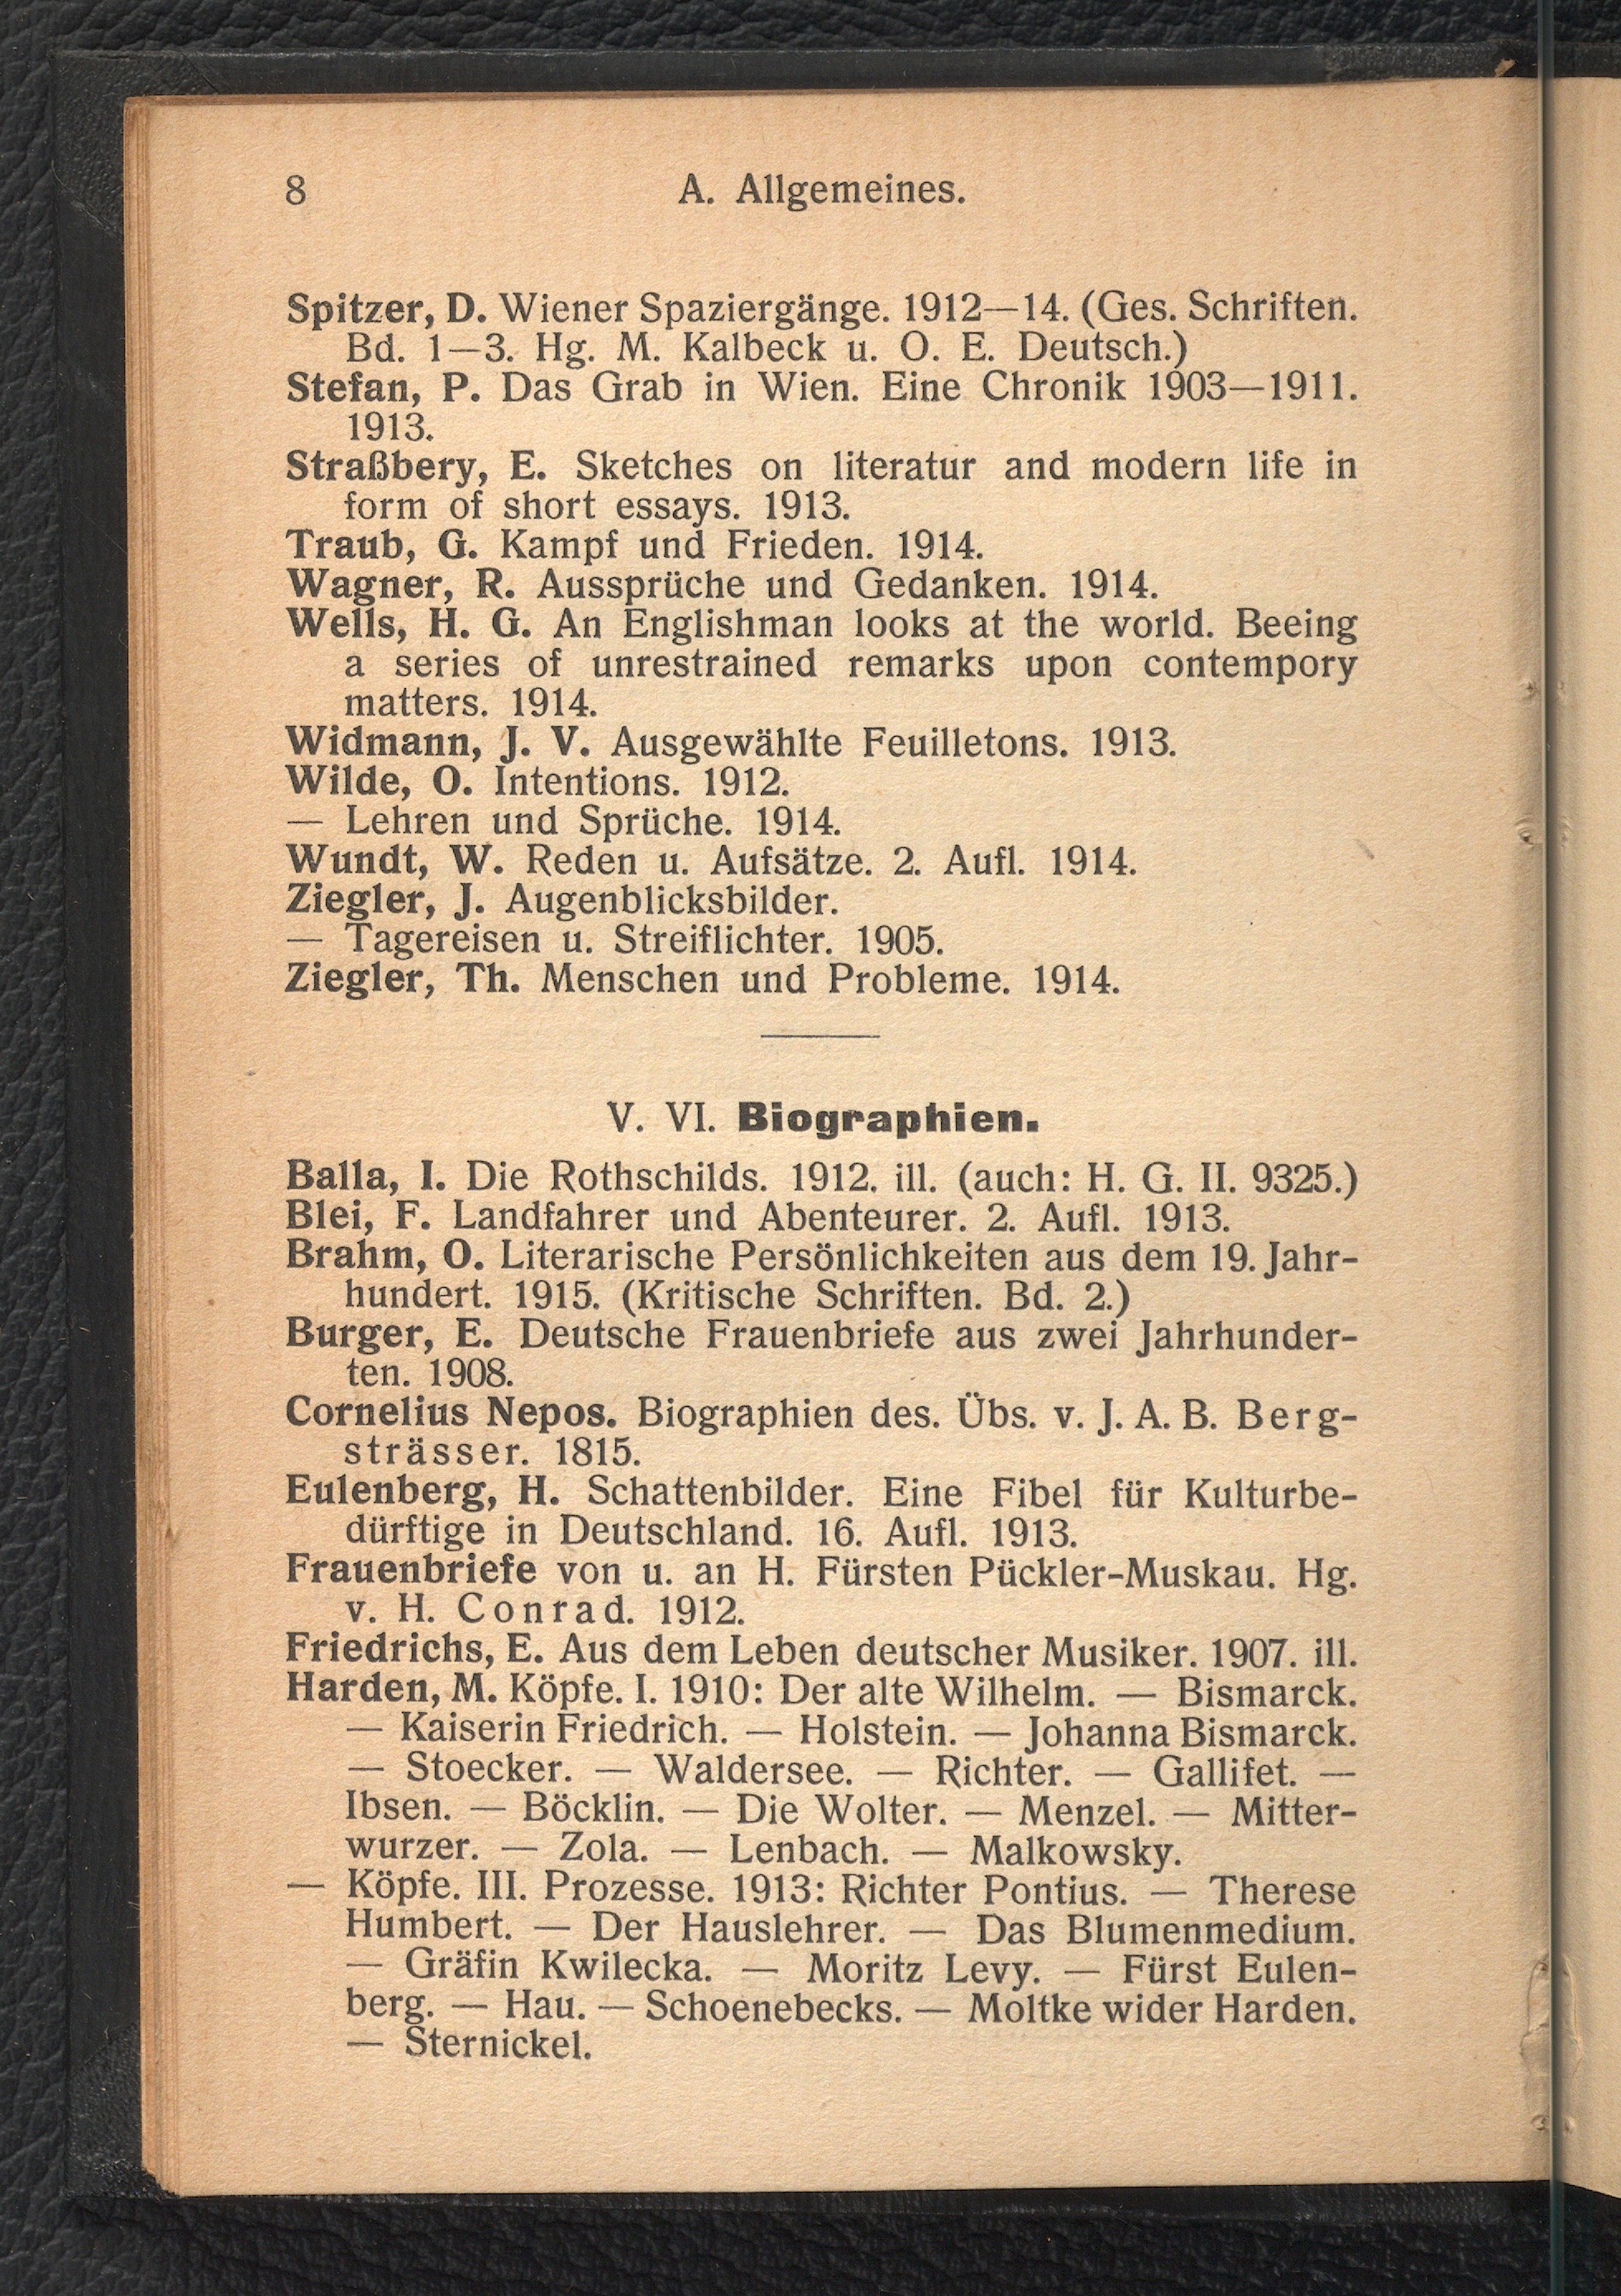 8 A. Allgemeines.
Spitzer, D. Wiener Spaziergänge. 1912—14. (Ges. Schriften.
Bd. 1—3. Hg. M. Kalbeck u. O. E. Deutsch.)
Stefan, P. Das Grab in Wien. Eine Chronik 1903—1911.
1913.
Straßbery, E. Sketches on literatur and modern life in
form of short essays. 1913.
Traub, G. Kampf und Frieden. 1914.
Wagner, R. Aussprüche und Gedanken. 1914.
Wells, H. G. An Englishman looks at the world. Beeing
a series of unrestrained remarks upon contempory
matters. 1914.
Widmann, J. V. Ausgewählte Feuilletons. 1913.
Wilde, O. Intentions. 1912.
— Lehren und Sprüche. 1914.
Wundt, W. Reden u. Aufsätze. 2. Aufl. 1914.
Ziegler, J. Augenblicksbilder.
— Tagereisen u. Streiflichter. 1905.
Ziegler, Th. Menschen und Probleme. 1914.
V. VI. Biographien.
Balla, I. Die Rothschilds. 1912. ill. (auch: H. G. II. 9325.)
Blei, F. Landfahrer und Abenteurer. 2. Aufl. 1913.
Brahm, O. Literarische Persönlichkeiten aus dem 19. Jahr-
hundert. 1915. (Kritische Schriften. Bd. 2.)
Burger, E. Deutsche Frauenbriefe aus zwei Jahrhunder-
ten. 1908.
Cornelius Nepos. Biographien des. Übs. v. J. A. B. Berg-
strässer. 1815.
Eulenberg, H. Schattenbilder. Eine Fibel für Kulturbe-
dürftige in Deutschland. 16. Aufl. 1913.
Frauenbriefe von u. an H. Fürsten Pückler-Muskau. Hg.
v. H. Conrad. 1912.
Friedrichs, E. Aus dem Leben deutscher Musiker. 1907. ill.
Harden, M. Köpfe. I. 1910: Der alte Wilhelm. — Bismarck.
— Kaiserin Friedrich. — Holstein. — Johanna Bismarck.
— Stoecker. — Waldersee. — Richter. — Gallifet. —
Ibsen. — Böcklin. — Die Wolter. — Menzel. — Mitter-
wurzer. — Zola. — Lenbach. — Malkowsky.
— Köpfe. III. Prozesse. 1913: Richter Pontius. — Therese
Humbert. — Der Hauslehrer. — Das Blumenmedium.
— Gräfin Kwilecka. — Moritz Levy. — Fürst Eulen-
berg. — Hau. — Schoenebecks. — Moltke wider Harden.
— Sternickel.